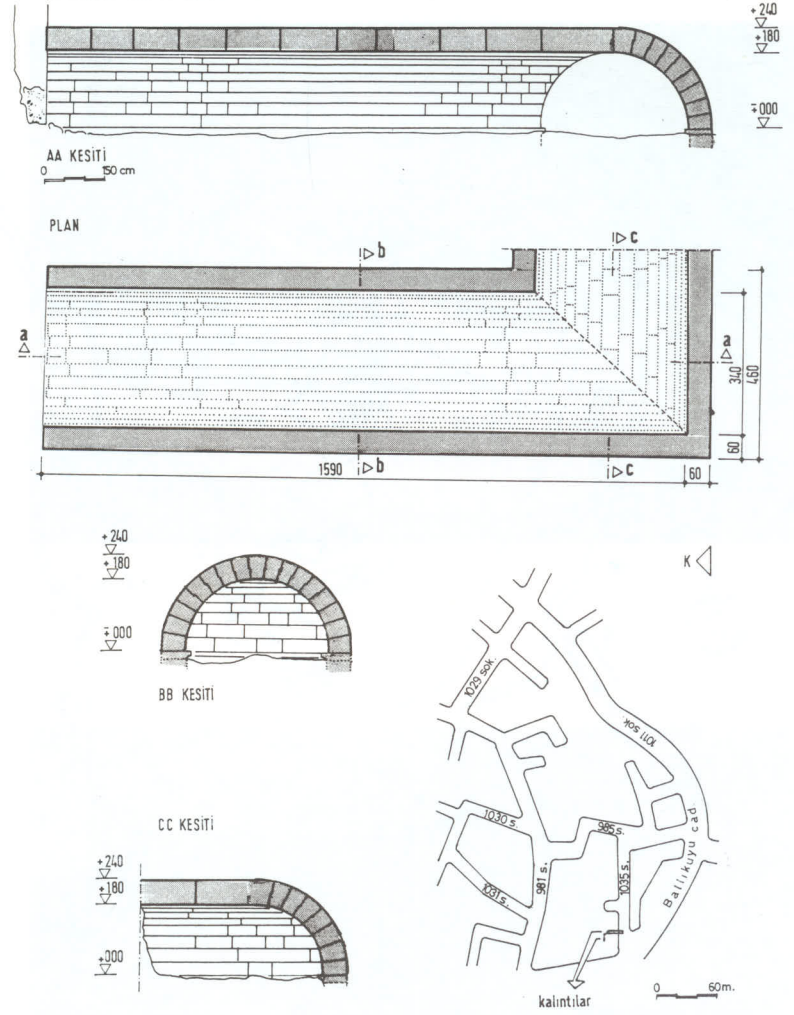 +240
+180
∓000
AA KESİTİ
0 150 cm
PLAN
b
c
a
a
340
460
60
b
c
1590
60
+240
+180
∓000
BB KESİTİ
K
1029 sok
1011 sok
1030 s.
985 s.
981 s.
1035 s.
1031 s.
Ballıkuyu cad.
CC KESİTİ
+240
+180
+000
kalıntılar
0 60m.